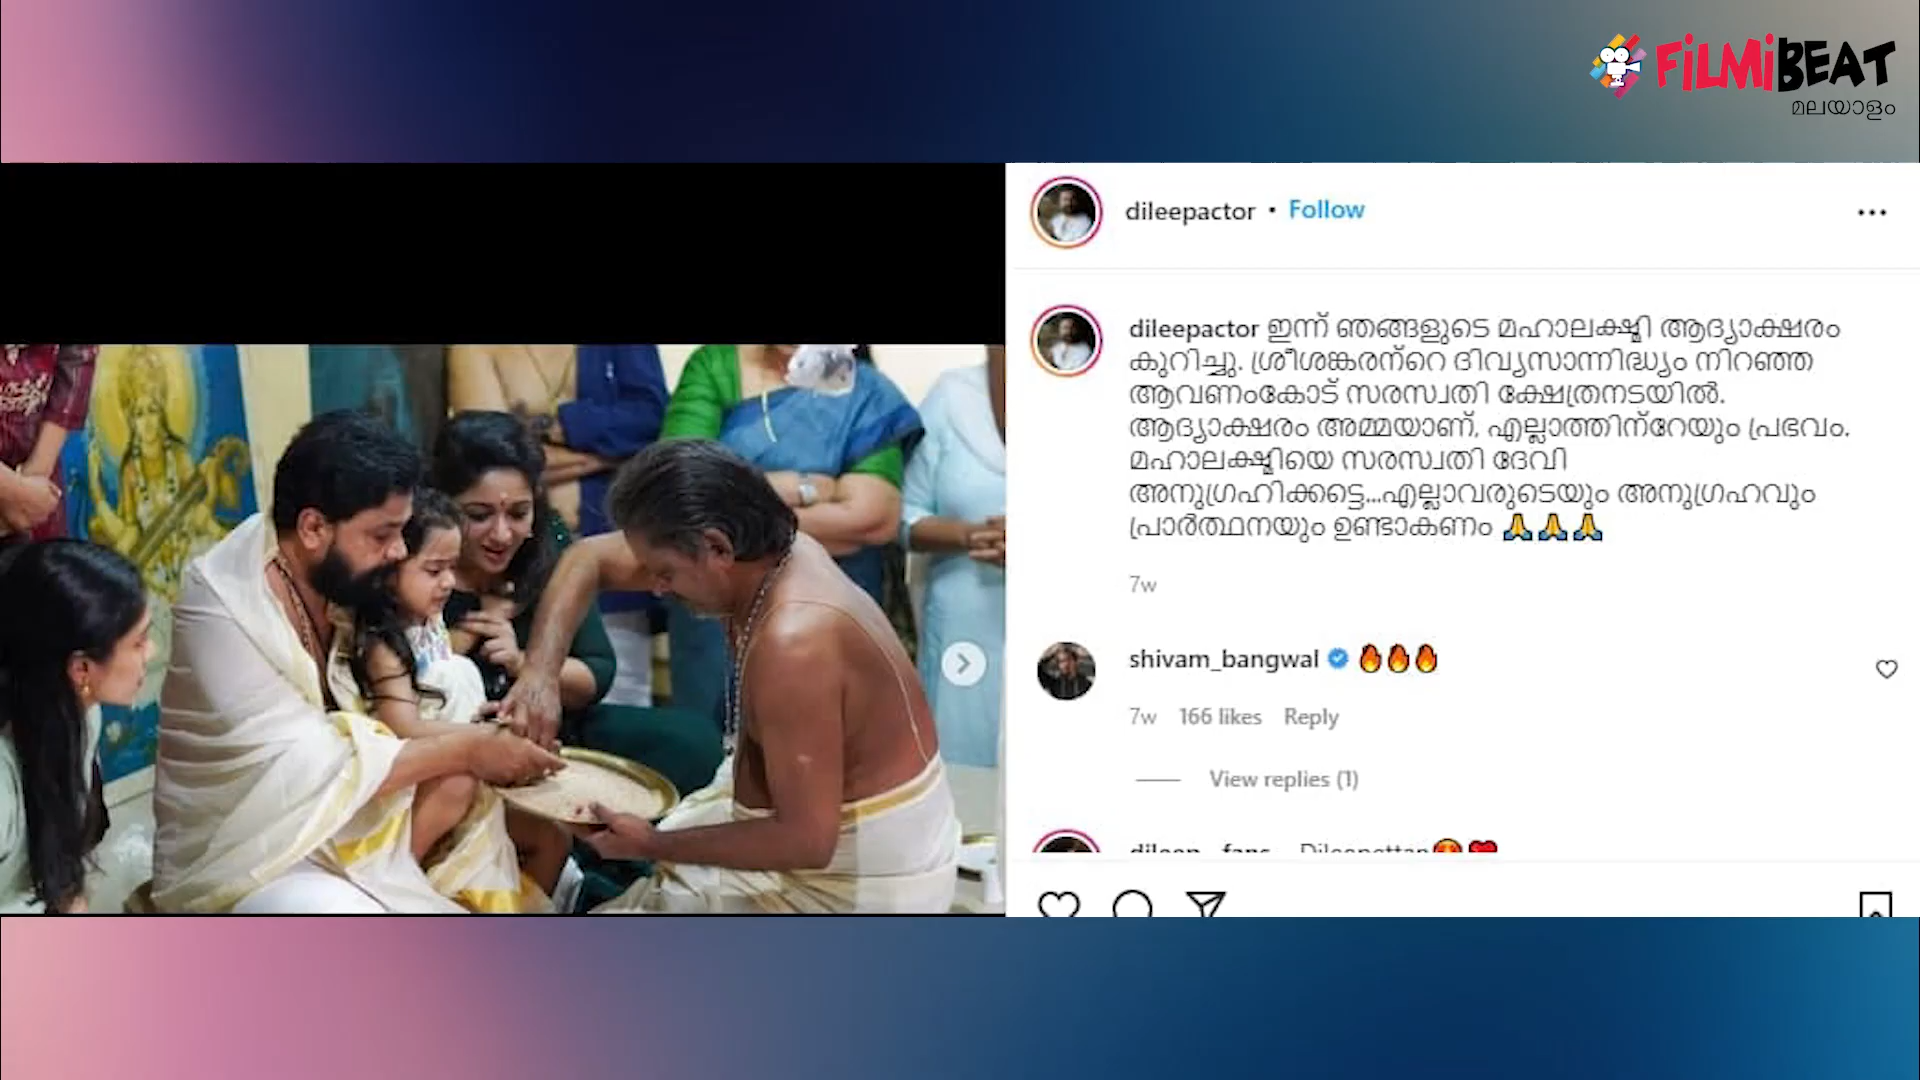 FiLMiBEAT
മലയാളം
dileepactor • Follow
dileepactor ഇന്ന് ഞങ്ങളുടെ മഹാലക്ഷ്മി ആദ്യാക്ഷരം
കുറിച്ചു. ശ്രീശങ്കരന്റെ ദിവ്യസാന്നിദ്ധ്യം നിറഞ്ഞ
ആവണംകോട് സരസ്വതി ക്ഷേത്രനടയിൽ.
ആദ്യാക്ഷരം അമ്മയാണ്, എല്ലാത്തിന്റേയും പ്രഭവം.
മഹാലക്ഷ്മിയെ സരസ്വതി ദേവി
അനുഗ്രഹിക്കട്ടെ...എല്ലാവരുടെയും അനുഗ്രഹവും
പ്രാർത്ഥനയും ഉണ്ടാകണം 🙏🙏🙏
7w
shivam_bangwal 🔥🔥🔥
7w 166 likes Reply
View replies (1)
Dileepettan